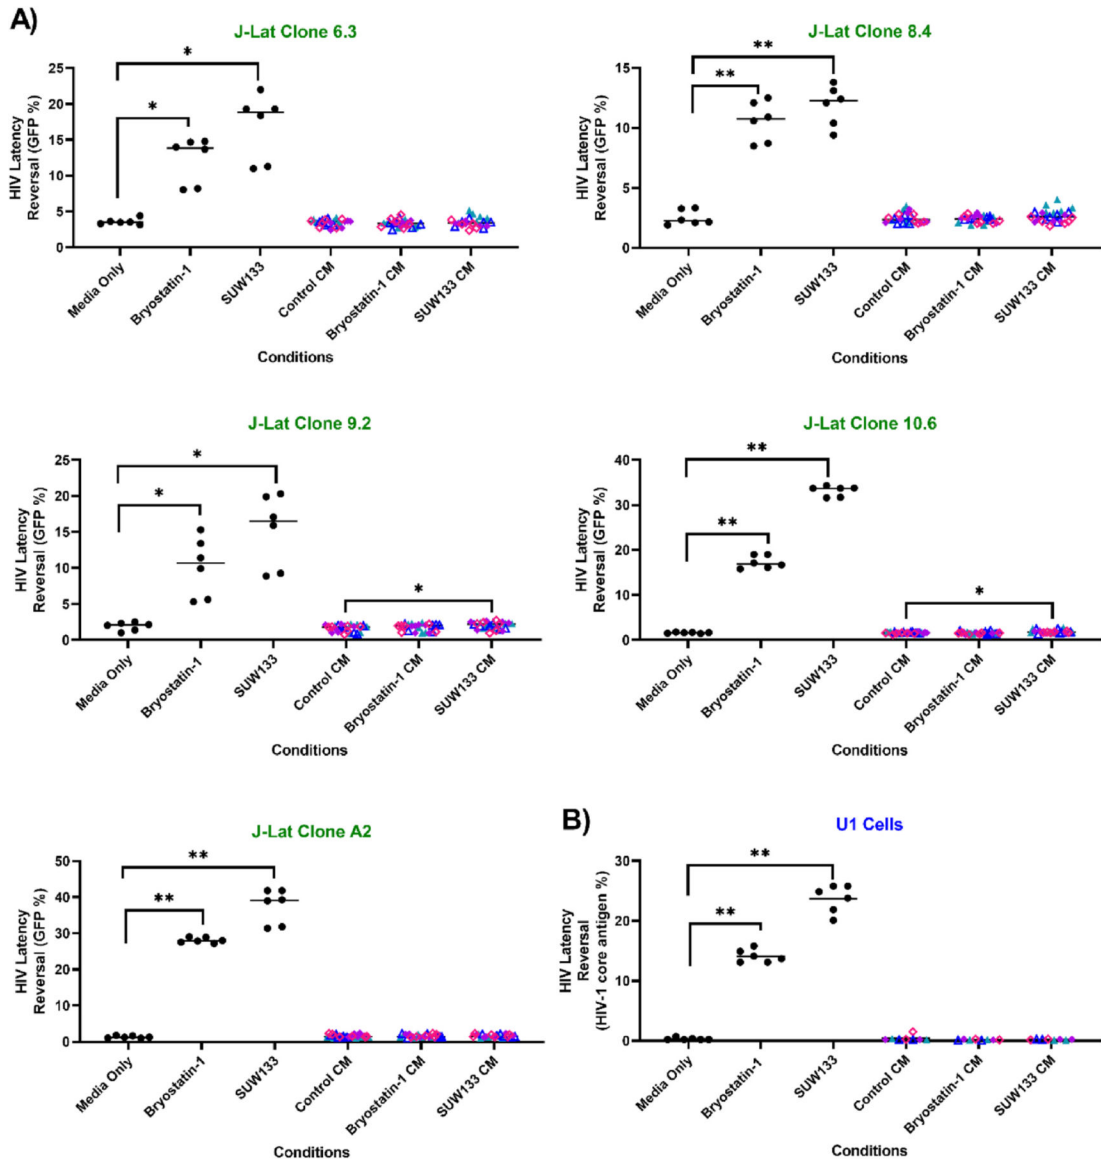 A)
J-Lat Clone 6.3
HIV Latency
Reversal (GFP %)
25
20
15
10
5
0
*
*
Media Only
Bryostatin-1
SUW133
Control CM
Bryostatin-1 CM
SUW133 CM
Conditions
J-Lat Clone 8.4
HIV Latency
Reversal (GFP %)
15
10
5
0
**
**
Media Only
Bryostatin-1
SUW133
Control CM
Bryostatin-1 CM
SUW133 CM
Conditions
J-Lat Clone 9.2
HIV Latency
Reversal (GFP %)
25
20
15
10
5
0
*
*
*
Media Only
Bryostatin-1
SUW133
Control CM
Bryostatin-1 CM
SUW133 CM
Conditions
J-Lat Clone 10.6
HIV Latency
Reversal (GFP %)
40
30
20
10
0
**
**
*
Media Only
Bryostatin-1
SUW133
Control CM
Bryostatin-1 CM
SUW133 CM
Conditions
J-Lat Clone A2
HIV Latency
Reversal (GFP %)
50
40
30
20
10
0
**
**
Media Only
Bryostatin-1
SUW133
Control CM
Bryostatin-1 CM
SUW133 CM
Conditions
B)
U1 Cells
HIV Latency
Reversal
(HIV-1 core antigen %)
30
20
10
0
**
**
Media Only
Bryostatin-1
SUW133
Control CM
Bryostatin-1 CM
SUW133 CM
Conditions